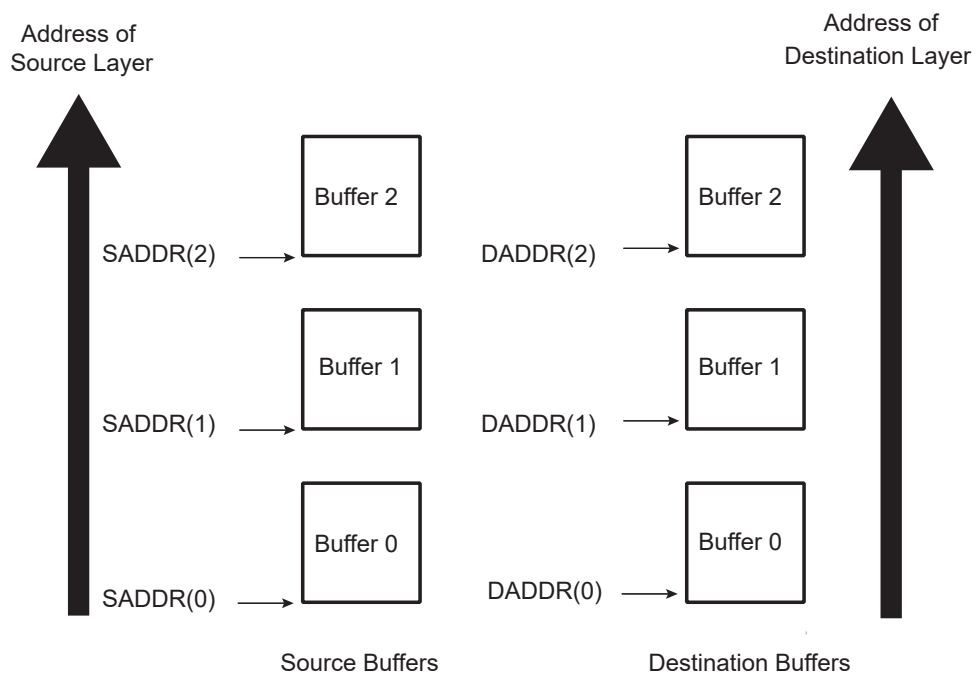 Address of
Source Layer
Address of
Destination Layer
Buffer 2
Buffer 2
SADDR(2)
DADDR(2)
Buffer 1
Buffer 1
SADDR(1)
DADDR(1)
Buffer 0
Buffer 0
SADDR(0)
DADDR(0)
Source Buffers
Destination Buffers